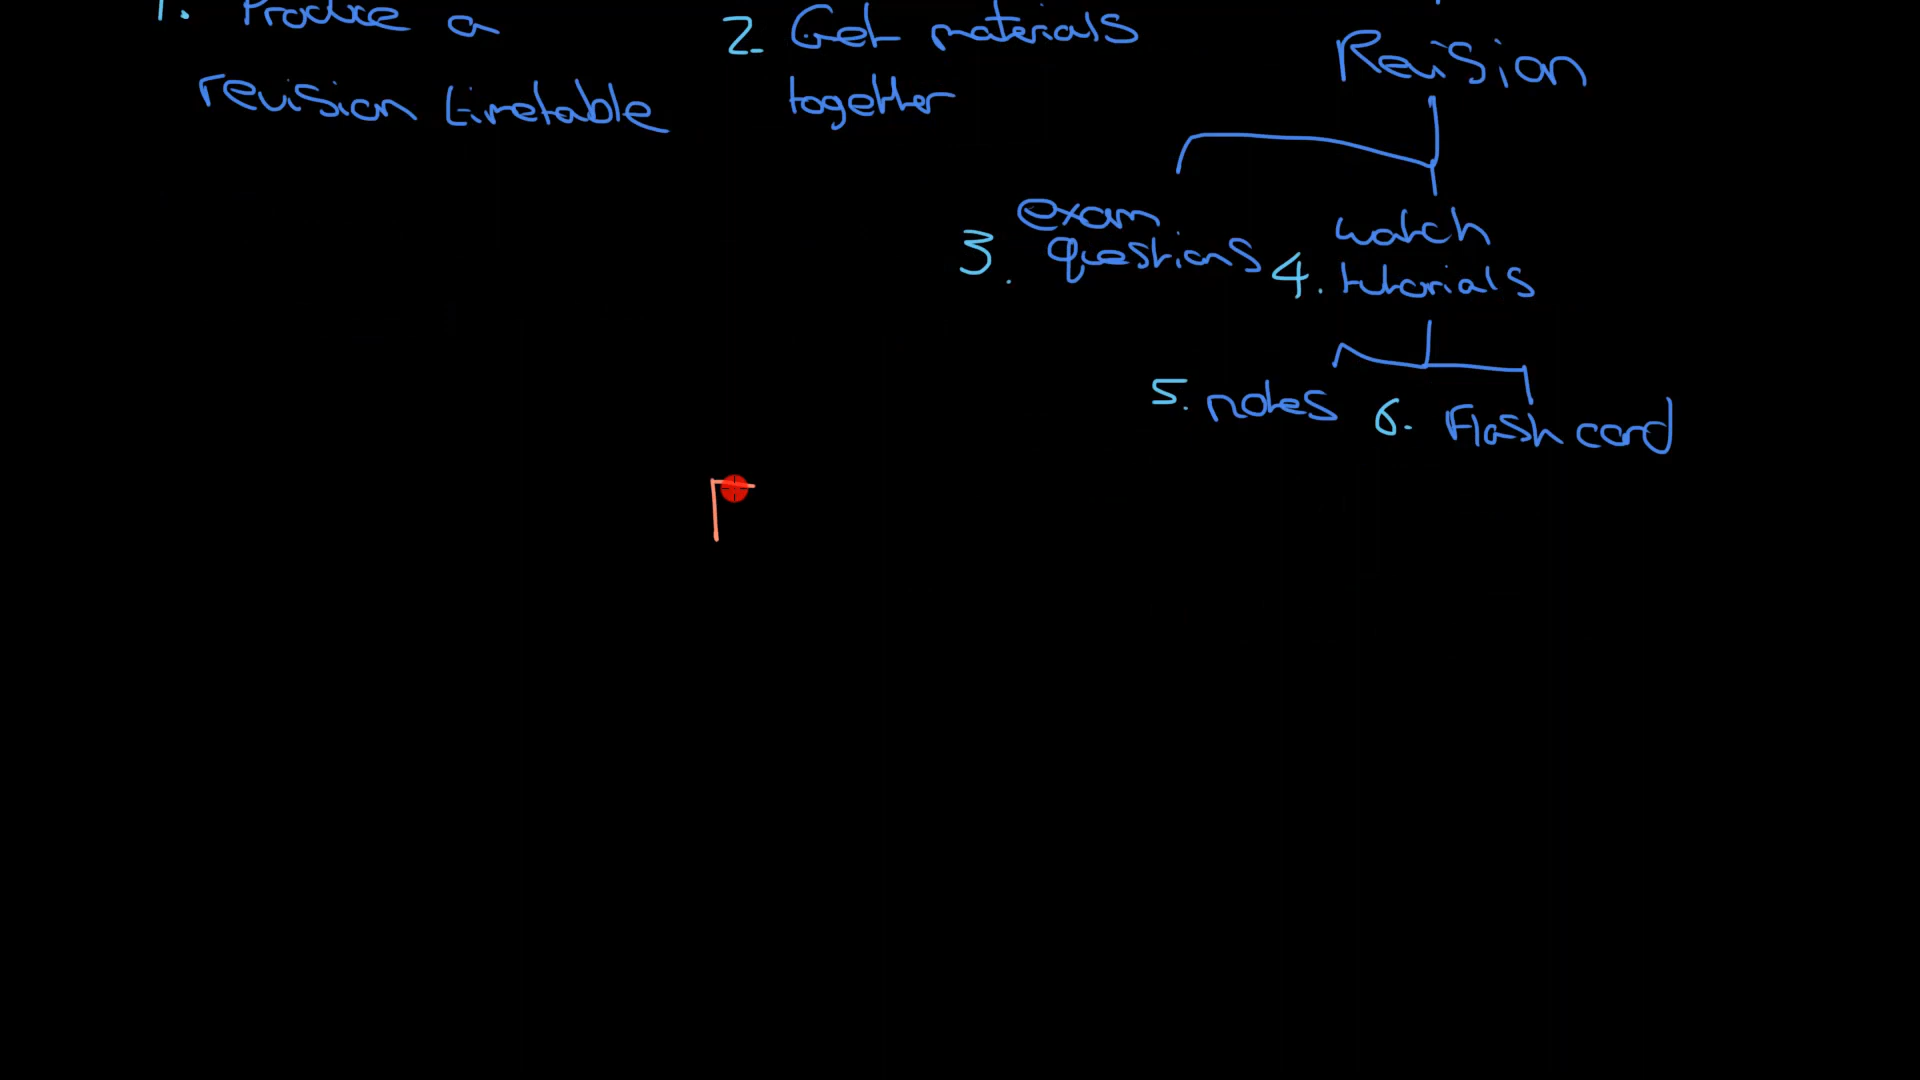 1. Produce a
revision timetable
2. Get materials
together
Revision
3. exam
questions
4. watch
tutorials
5. notes
6. Flash card